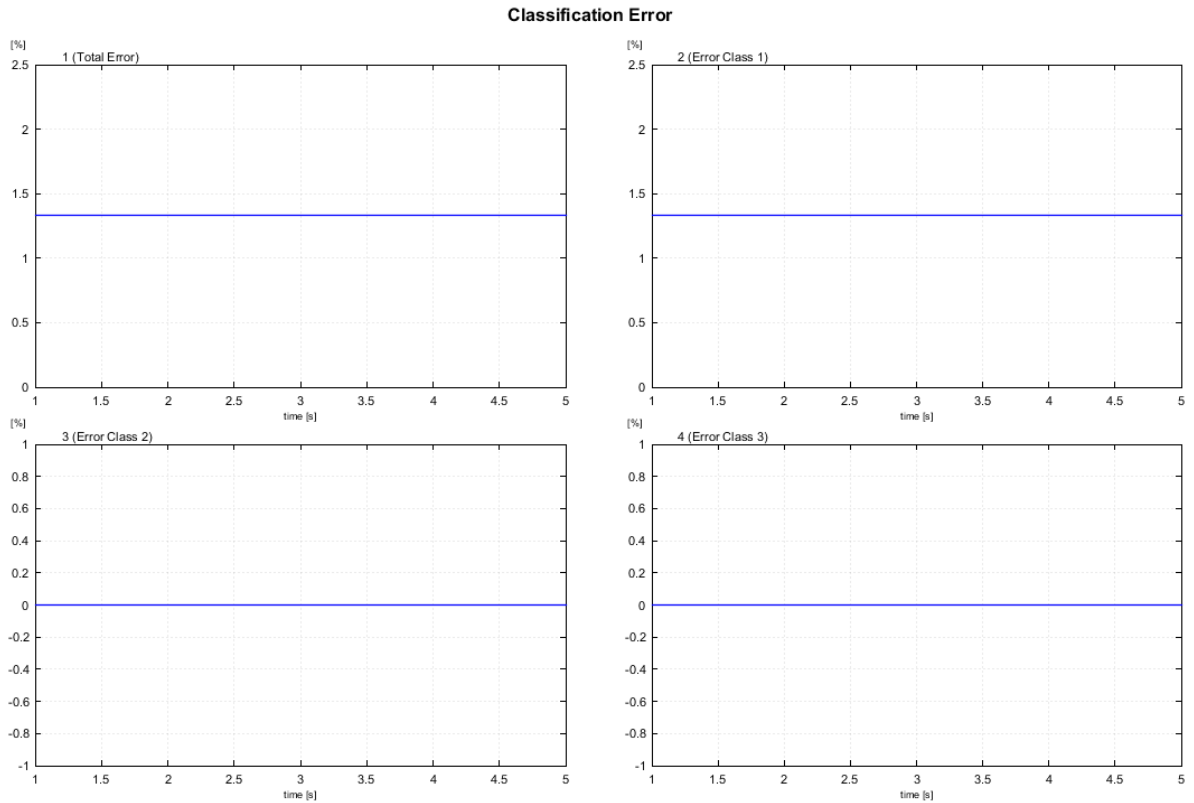 Classification Error
[%]
1 (Total Error)
2.5
2
1.5
1
0.5
0
1 1.5 2 2.5 3 3.5 4 4.5 5
time [s]
[%]
2 (Error Class 1)
2.5
2
1.5
1
0.5
0
1 1.5 2 2.5 3 3.5 4 4.5 5
time [s]
[%]
3 (Error Class 2)
1
0.8
0.6
0.4
0.2
0
-0.2
-0.4
-0.6
-0.8
-1
1 1.5 2 2.5 3 3.5 4 4.5 5
time [s]
[%]
4 (Error Class 3)
1
0.8
0.6
0.4
0.2
0
-0.2
-0.4
-0.6
-0.8
-1
1 1.5 2 2.5 3 3.5 4 4.5 5
time [s]